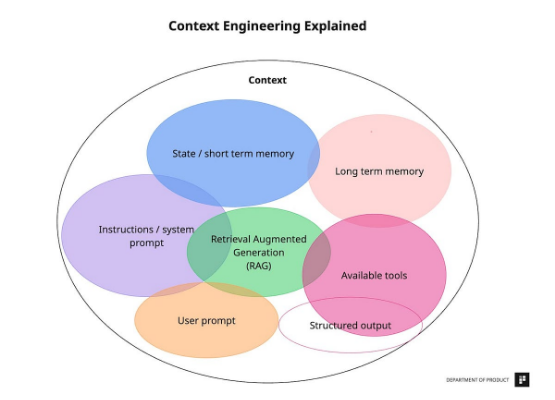 Context Engineering Explained
Context
State / short term memory
Long term memory
Instructions / system
prompt
Retrieval Augmented
Generation
(RAG)
Available tools
User prompt
Structured output
DEPARTMENT OF PRODUCT